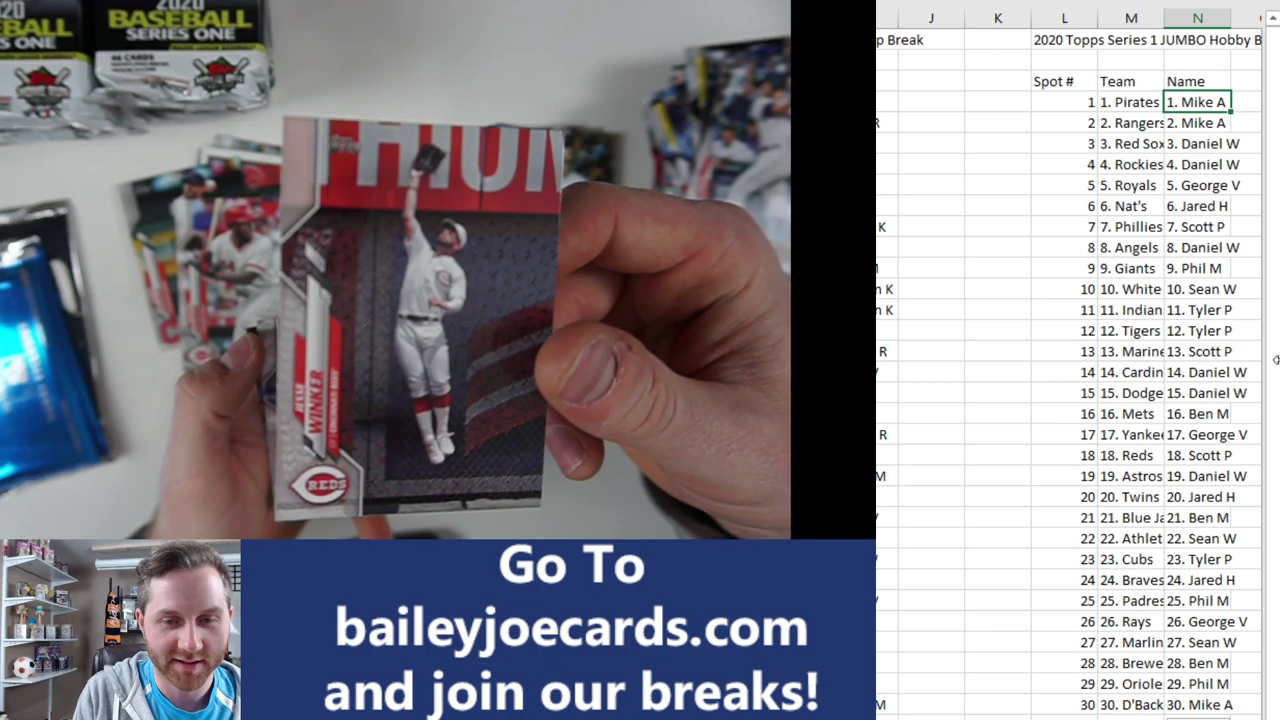 2020
BASEBALL
SERIES ONE
46 CARDS
BASEBALL
SERIES ONE
JESSE
WINKER
CINCINNATI REDS
REDS
Go To
baileyjoecards.com
and join our breaks!
J K L M N
p Break 2020 Topps Series 1 JUMBO Hobby B
Spot # Team Name
1 1. Pirates 1. Mike A
R 2 2. Rangers 2. Mike A
3 3. Red Sox 3. Daniel W
4 4. Rockies 4. Daniel W
5 5. Royals 5. George V
6 6. Nat's 6. Jared H
K 7 7. Phillies 7. Scott P
8 8. Angels 8. Daniel W
M 9 9. Giants 9. Phil M
n K 10 10. White 10. Sean W
n K 11 11. Indian 11. Tyler P
12 12. Tigers 12. Tyler P
R 13 13. Marine 13. Scott P
14 14. Cardin 14. Daniel W
15 15. Dodge 15. Daniel W
16 16. Mets 16. Ben M
R 17 17. Yankee 17. George V
18 18. Reds 18. Scott P
M 19 19. Astros 19. Daniel W
20 20. Twins 20. Jared H
21 21. Blue Ja 21. Ben M
22 22. Athlet 22. Sean W
23 23. Cubs 23. Tyler P
24 24. Braves 24. Jared H
25 25. Padres 25. Phil M
26 26. Rays 26. George V
27 27. Marlin 27. Sean W
28 28. Brewe 28. Ben M
29 29. Oriole 29. Phil M
M 30 30. D'Back 30. Mike A